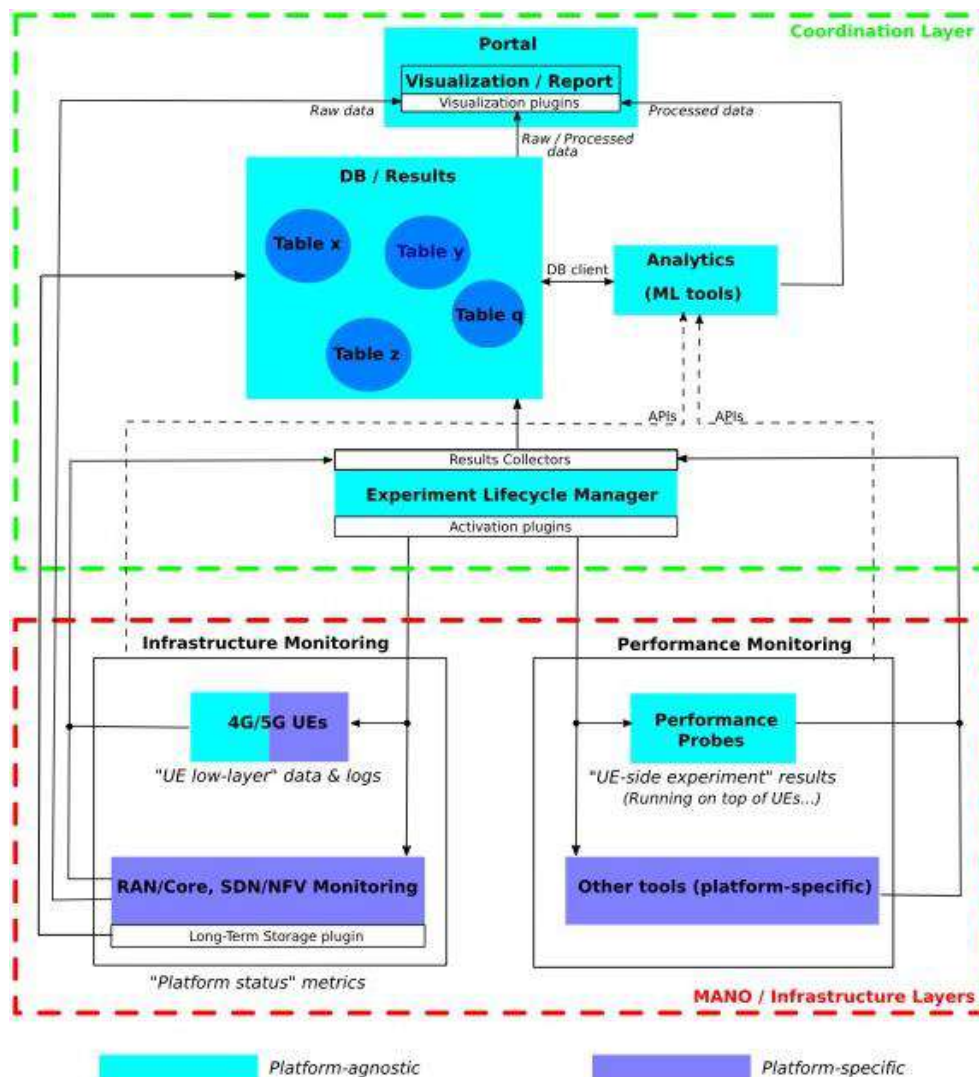 Coordination Layer
Portal
Visualization / Report
Visualization plugins
Raw data
Processed data
Raw / Processed
data
DB / Results
Table x
Table y
Table q
Table z
DB client
Analytics
(ML tools)
APIs
APIs
Results Collectors
Experiment Lifecycle Manager
Activation plugins
Infrastructure Monitoring
Performance Monitoring
4G/5G UEs
"UE low-layer" data & logs
Performance
Probes
"UE-side experiment" results
(Running on top of UEs...)
RAN/Core, SDN/NFV Monitoring
Long-Term Storage plugin
"Platform status" metrics
Other tools (platform-specific)
MANO / Infrastructure Layers
Platform-agnostic
Platform-specific